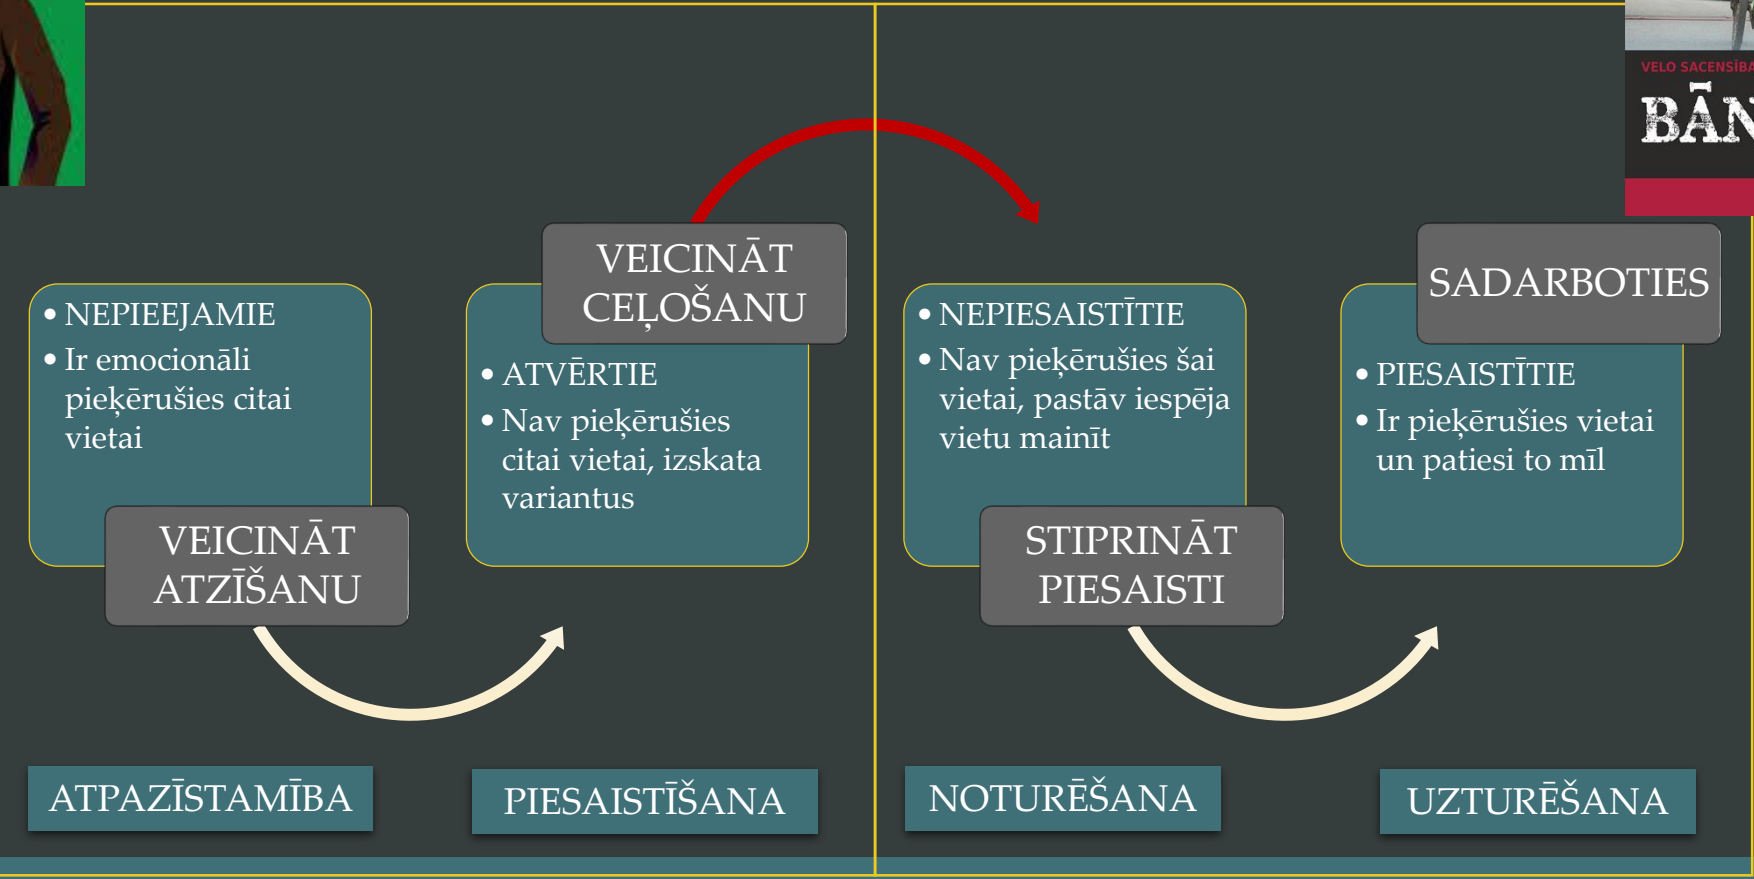 VELO SACENSĪBA
BĀN
• NEPIEEJAMIE
• Ir emocionāli
pieķērušies citai
vietai
VEICINĀT
ATZĪŠANU
VEICINĀT
CEĻOŠANU
• ATVĒRTIE
• Nav pieķērušies
citai vietai, izskata
variantus
• NEPIESAISTĪTIE
• Nav pieķērušies šai
vietai, pastāv iespēja
vietu mainīt
STIPRINĀT
PIESAISTI
SADARBOTIES
• PIESAISTĪTIE
• Ir pieķērušies vietai
un patiesi to mīl
ATPAZĪSTAMĪBA
PIESAISTĪŠANA
NOTURĒŠANA
UZTURĒŠANA